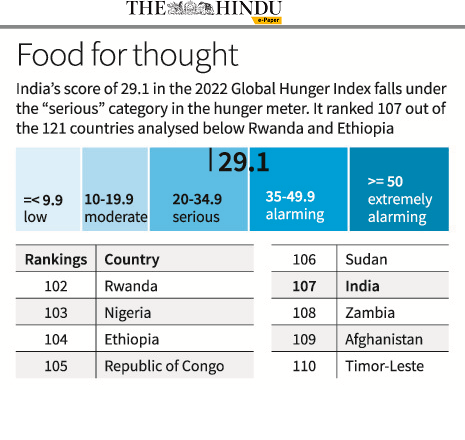 THE HINDU
e-Paper
Food for thought
India's score of 29.1 in the 2022 Global Hunger Index falls under
the “serious” category in the hunger meter. It ranked 107 out of
the 121 countries analysed below Rwanda and Ethiopia
29.1
=< 9.9
low
10-19.9
moderate
20-34.9
serious
35-49.9
alarming
>= 50
extremely
alarming
Rankings Country
102 Rwanda
103 Nigeria
104 Ethiopia
105 Republic of Congo
106 Sudan
107 India
108 Zambia
109 Afghanistan
110 Timor-Leste